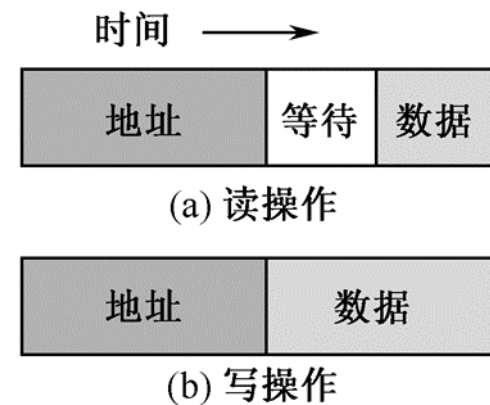 时间
地址 等待 数据
(a) 读操作
地址 数据
(b) 写操作